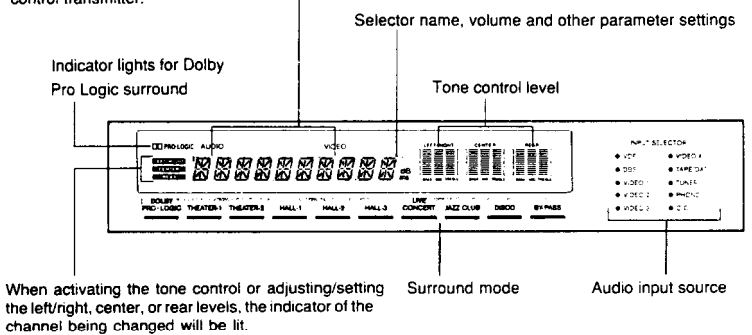 control transmitter.
Selector name, volume and other parameter settings
Indicator lights for Dolby
Pro Logic surround
Tone control level
PRO LOGIC AUDIO VIDEO
LEFT/RIGHT CENTER REAR
CENTER
dB
INPUT SELECTOR
VDP VIDEO 4
DBS TAPE/DAT
VIDEO 1 TUNER
VIDEO 2 PHONO
VIDEO 3 CD
DOLBY LIVE
PRO-LOGIC THEATER-1 THEATER-2 HALL-1 HALL-2 HALL-3 CONCERT JAZZ CLUB DISCO BY PASS
When activating the tone control or adjusting/setting
the left/right, center, or rear levels, the indicator of the
channel being changed will be lit.
Surround mode
Audio input source